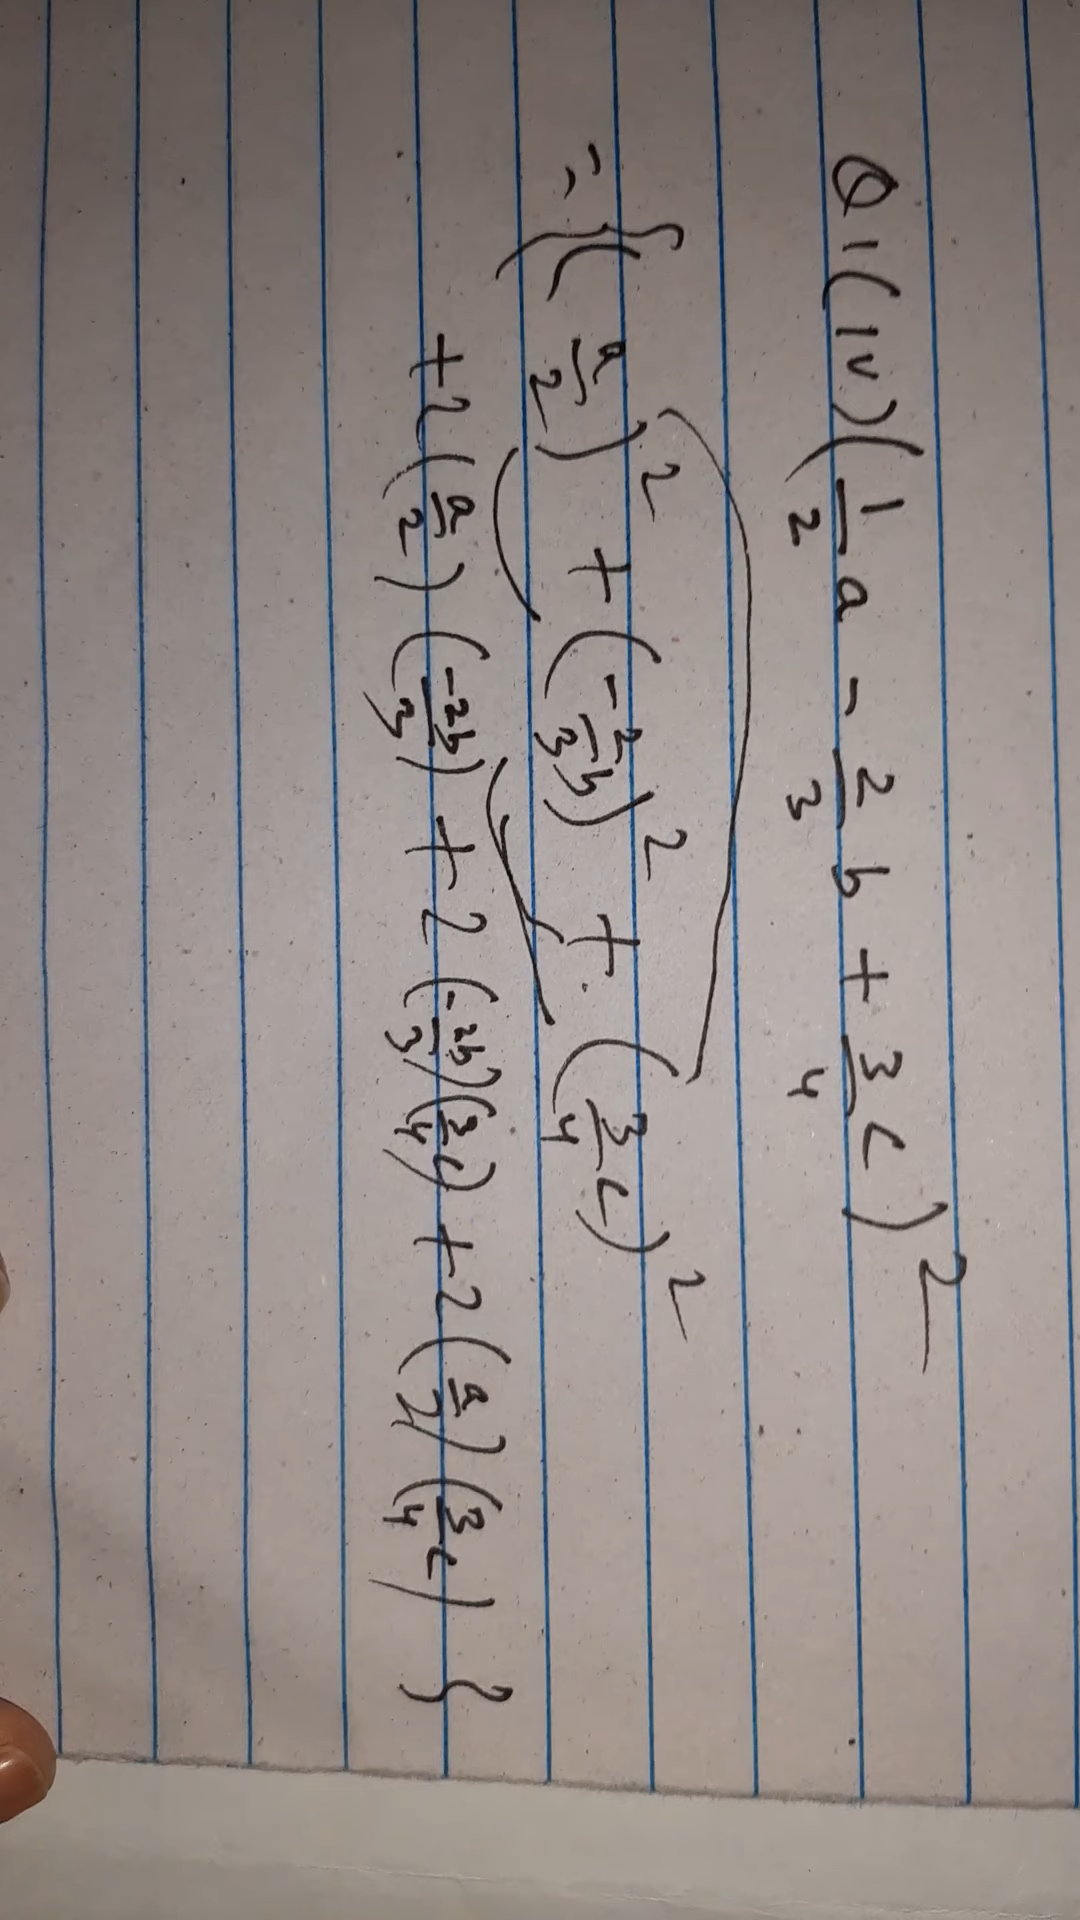 Q1(iv) (1/2 a - 2/3 b + 3/4 c)^2
= {(a/2)^2 + (-2/3 b)^2 + (3/4 c)^2
+2(a/2)(-2b/3) + 2(-2b/3)(3/4 c) + 2(a/2)(3/4 c)}